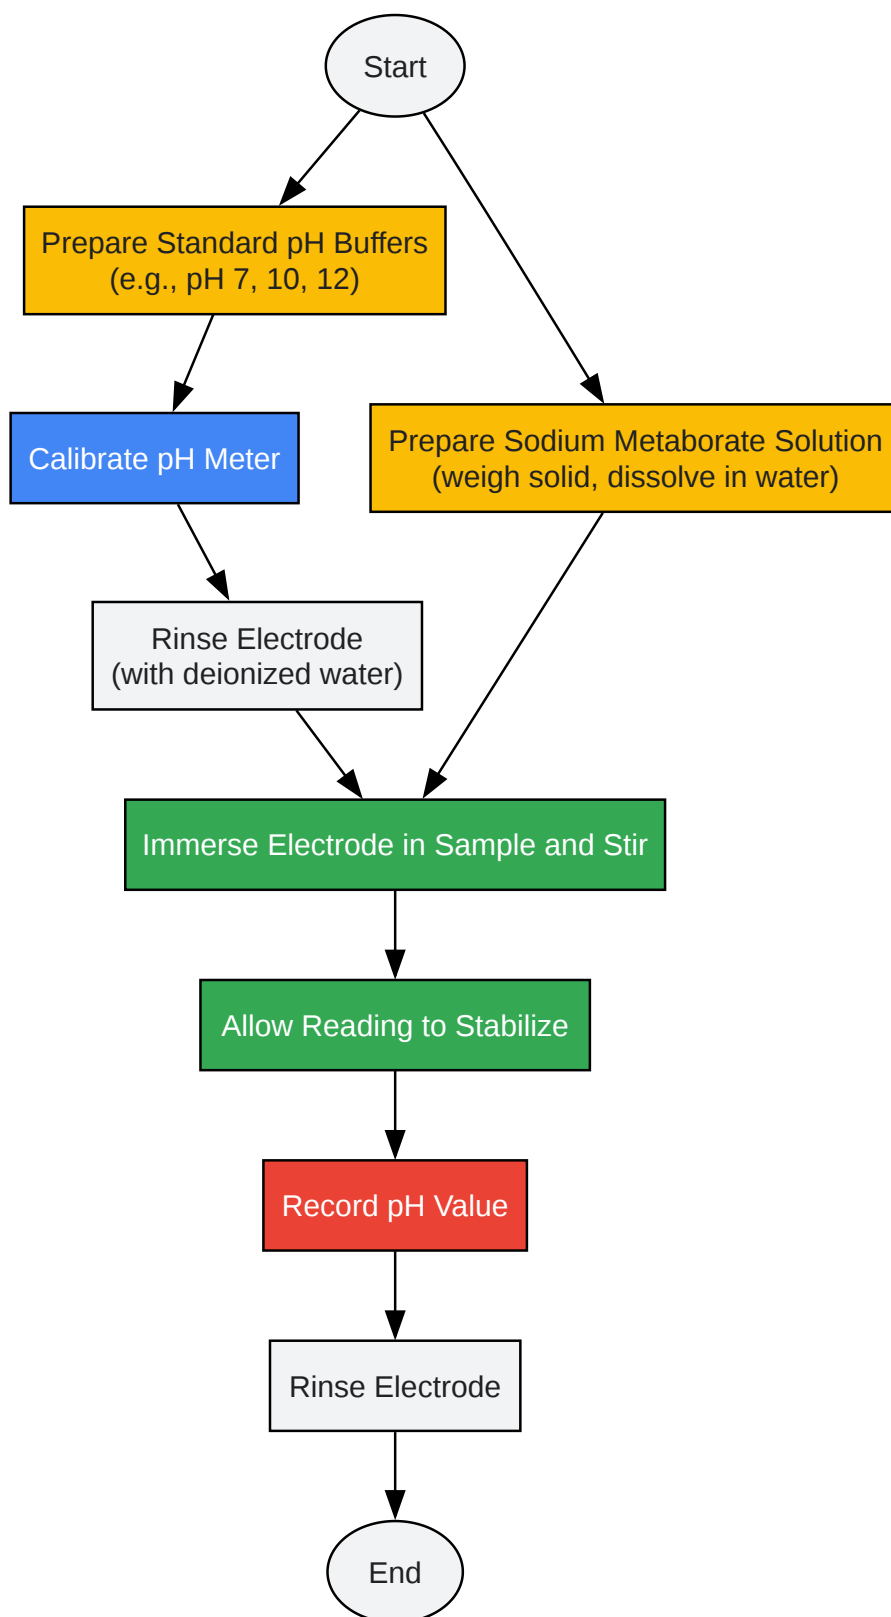 Start
Prepare Standard pH Buffers
(e.g., pH 7, 10, 12)
Calibrate pH Meter
Prepare Sodium Metaborate Solution
(weigh solid, dissolve in water)
Rinse Electrode
(with deionized water)
Immerse Electrode in Sample and Stir
Allow Reading to Stabilize
Record pH Value
Rinse Electrode
End